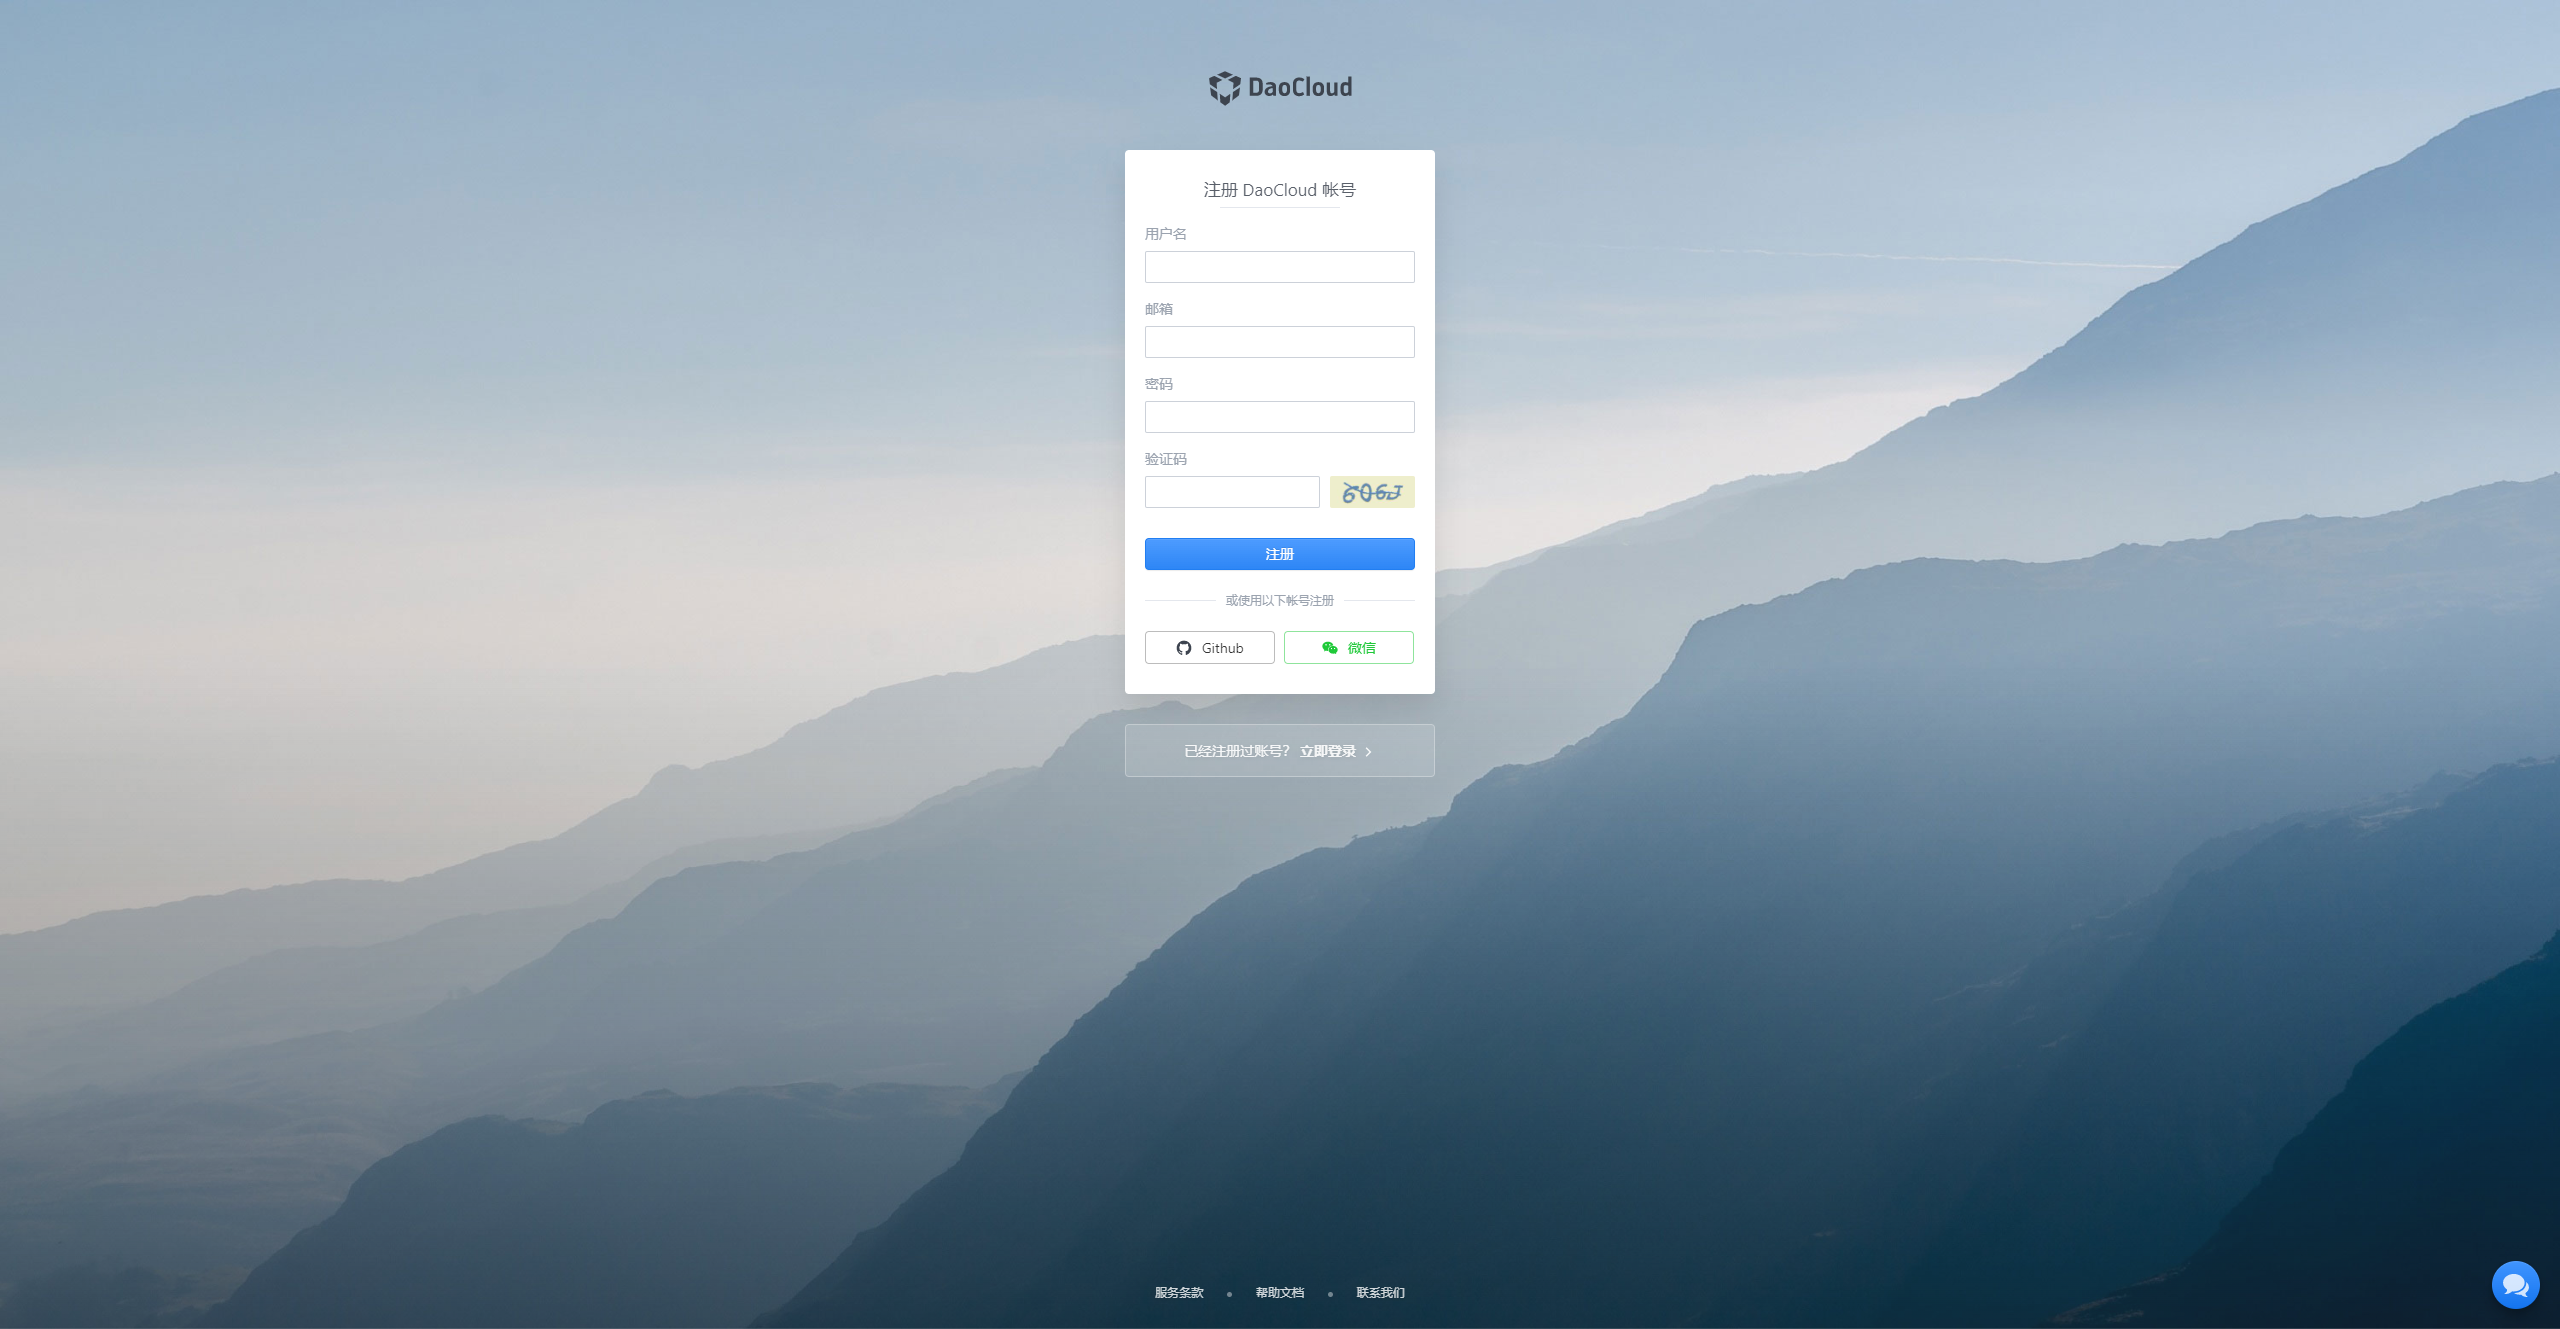 DaoCloud
注册 DaoCloud 帐号
用户名
邮箱
密码
验证码
606J
注册
或使用以下帐号注册
Github 微信
已经注册过账号？ 立即登录
服务条款 • 帮助文档 • 联系我们